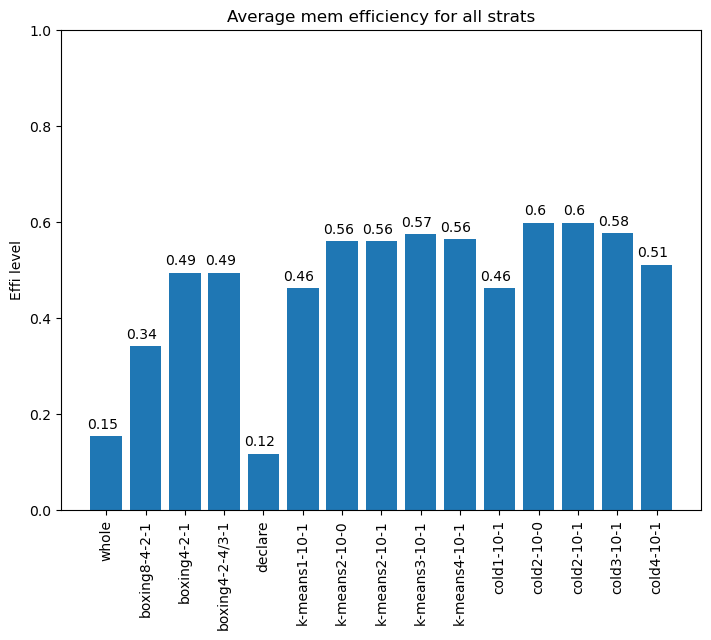 Average mem efficiency for all strats
Effi level
1.0
0.8
0.6
0.4
0.2
0.0
0.15
0.34
0.49
0.49
0.12
0.46
0.56
0.56
0.57
0.56
0.46
0.6
0.6
0.58
0.51
whole
boxing8-4-2-1
boxing4-2-1
boxing4-2-4/3-1
declare
k-means1-10-1
k-means2-10-0
k-means2-10-1
k-means3-10-1
k-means4-10-1
cold1-10-1
cold2-10-0
cold2-10-1
cold3-10-1
cold4-10-1